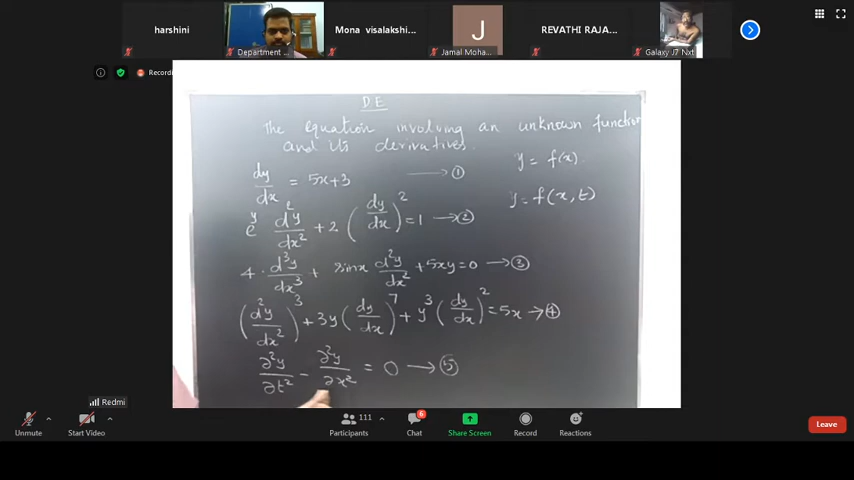 harshini
Department ...
Mona visalakshi...
J
Jamal Moha...
REVATHI RAJA...
Galaxy J7 Nxt
Recordi
D.E
The equation involving an unknown function
and its derivatives.
y = f(x)
y = f(x, t)
dy/dx = 5x+3 → ①
e^y d²y/dx² + 2 (dy/dx)² = 1 → ②
4 · d³y/dx³ + sinx d²y/dx² + 5xy = 0 → ③
(d²y/dx²)³ + 3y (dy/dx)⁷ + y³ (dy/dx)² = 5x → ④
∂²y/∂t² − ∂²y/∂x² = 0 → ⑤
Redmi
Unmute
Start Video
111
Participants
6
Chat
Share Screen
Record
Reactions
Leave